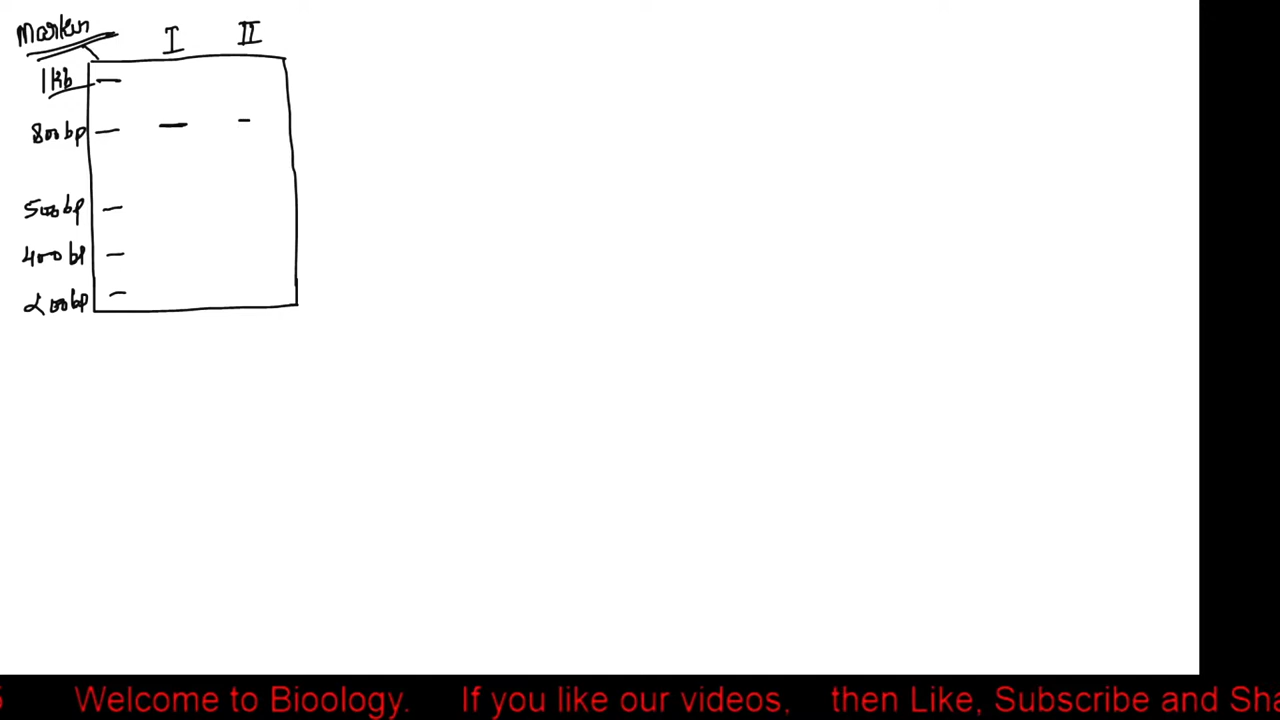 Marker
I II
1kb
800bp
500bp
400bp
200bp
5 Welcome to Bioology. If you like our videos, then Like, Subscribe and Sha